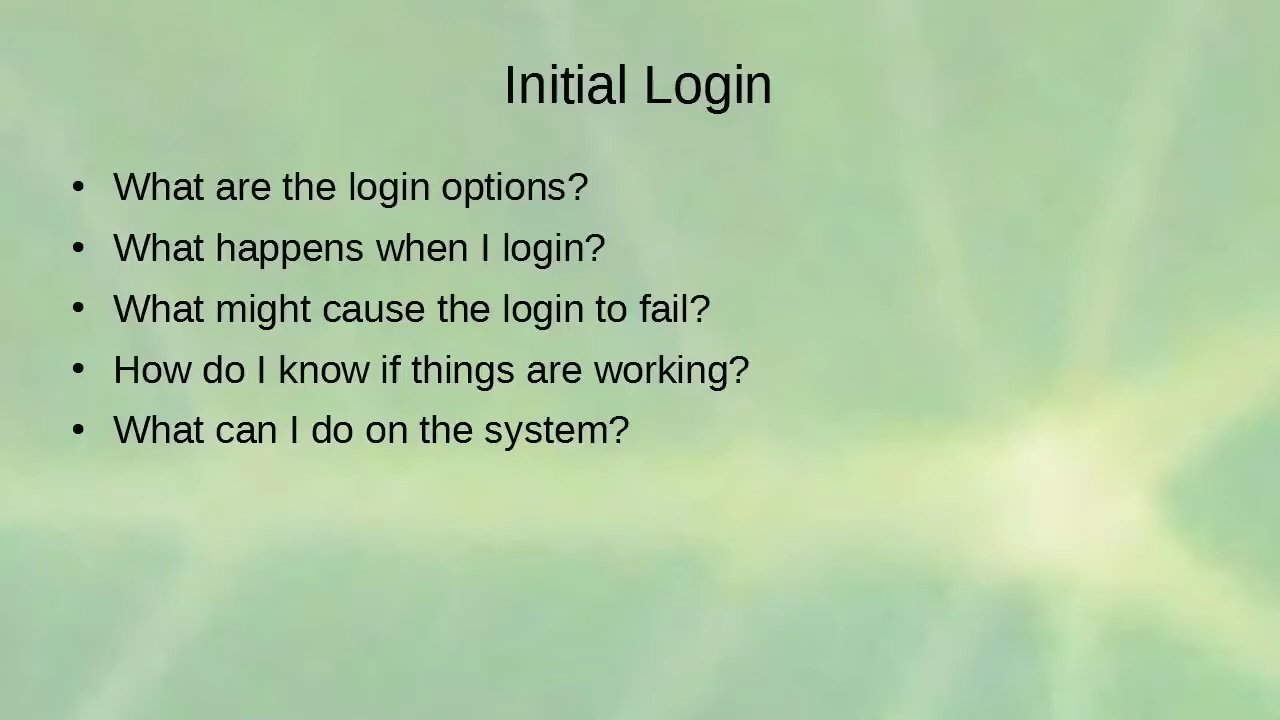 Initial Login
• What are the login options?
• What happens when I login?
• What might cause the login to fail?
• How do I know if things are working?
• What can I do on the system?